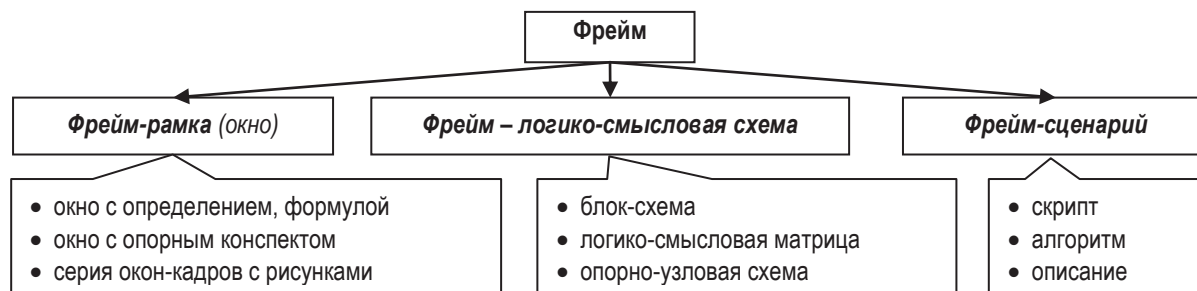 Фрейм
Фрейм-рамка (окно)
Фрейм – логико-смысловая схема
Фрейм-сценарий
• окно с определением, формулой
• окно с опорным конспектом
• серия окон-кадров с рисунками
• блок-схема
• логико-смысловая матрица
• опорно-узловая схема
• скрипт
• алгоритм
• описание